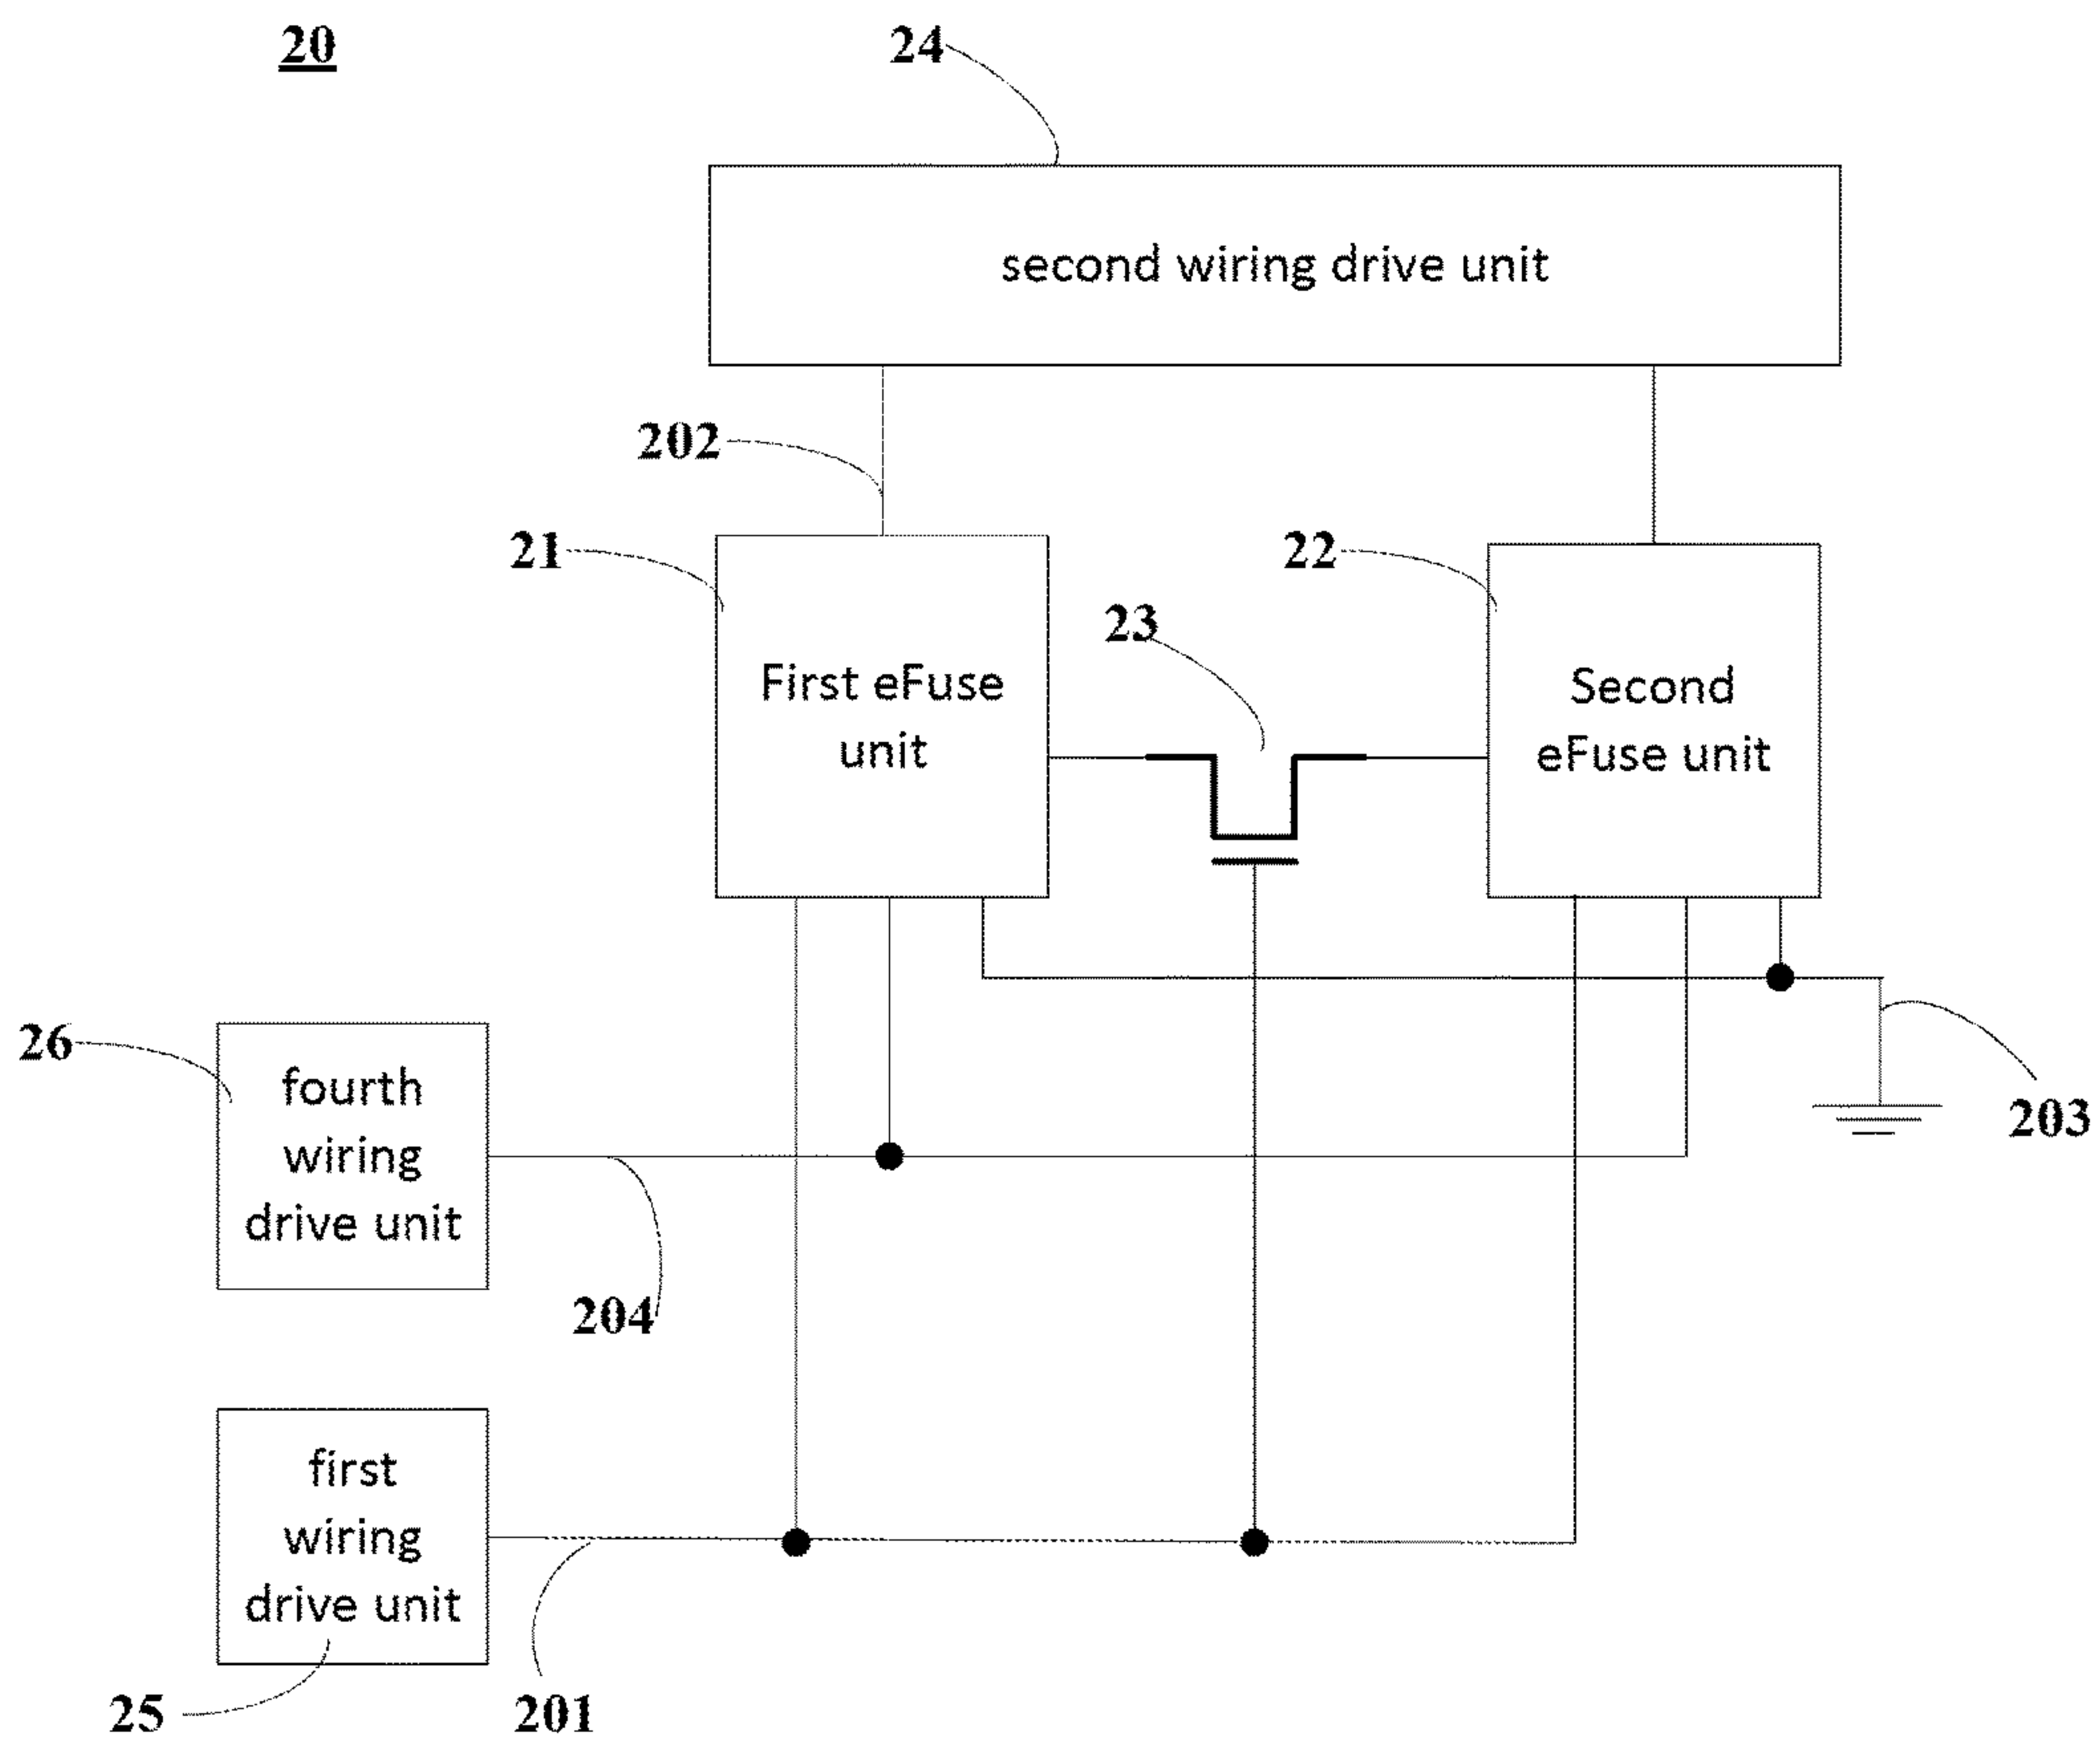 20
24
second wiring drive unit
202
21
22
23
First eFuse
unit
Second
eFuse unit
26
fourth
wiring
drive unit
203
204
first
wiring
drive unit
25
201